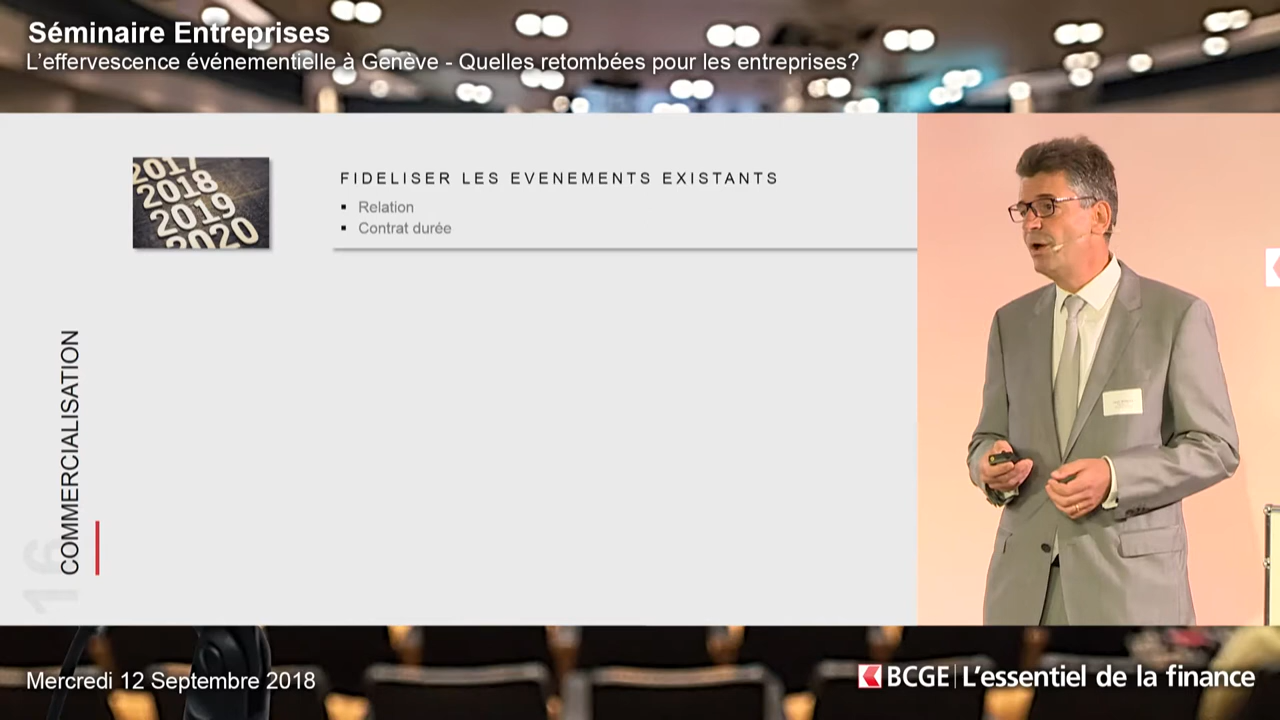 Séminaire Entreprises
L'effervescence événementielle à Genève - Quelles retombées pour les entreprises?
2017
2018
2019
2020
FIDELISER LES EVENEMENTS EXISTANTS
▪ Relation
▪ Contrat durée
COMMERCIALISATION
16
Mercredi 12 Septembre 2018
BCGE | L'essentiel de la finance